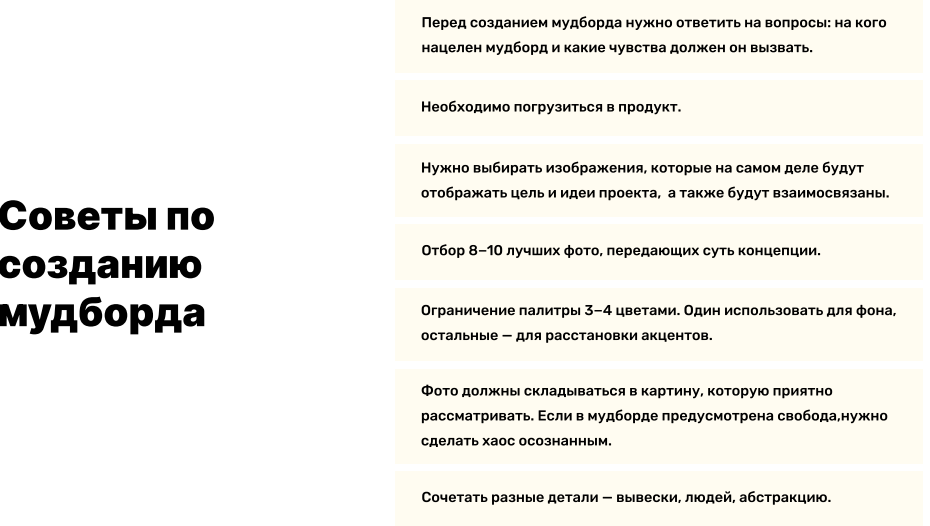 Советы по
созданию
мудборда
Перед созданием мудборда нужно ответить на вопросы: на кого
нацелен мудборд и какие чувства должен он вызвать.
Необходимо погрузиться в продукт.
Нужно выбирать изображения, которые на самом деле будут
отображать цель и идеи проекта,  а также будут взаимосвязаны.
Отбор 8–10 лучших фото, передающих суть концепции.
Ограничение палитры 3–4 цветами. Один использовать для фона,
остальные — для расстановки акцентов.
Фото должны складываться в картину, которую приятно
рассматривать. Если в мудборде предусмотрена свобода,нужно
сделать хаос осознанным.
Сочетать разные детали — вывески, людей, абстракцию.